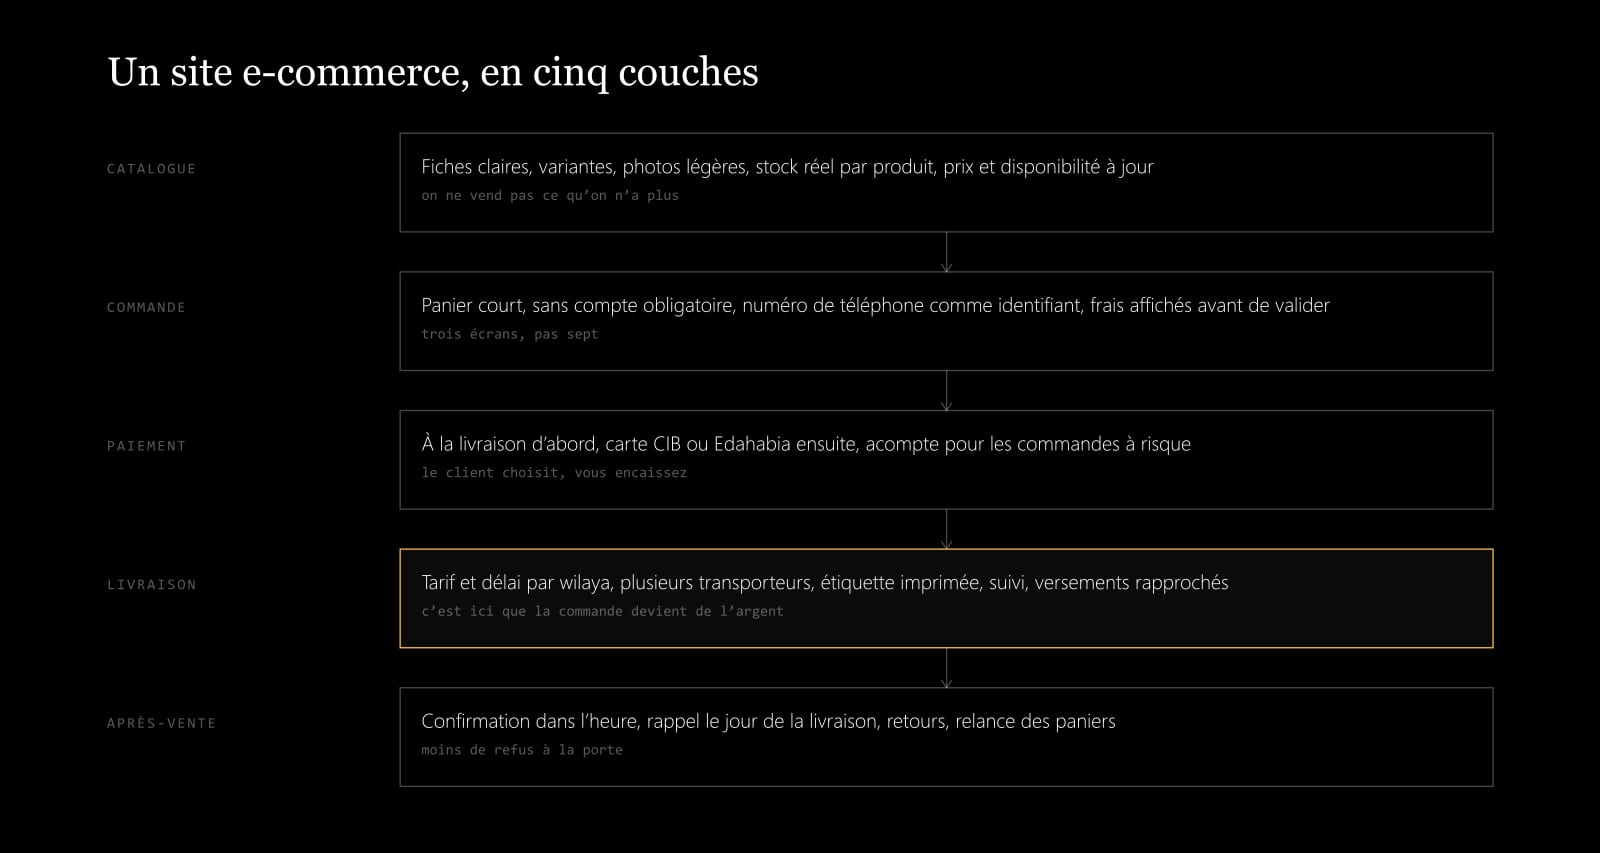 Un site e-commerce, en cinq couches
CATALOGUE
Fiches claires, variantes, photos légères, stock réel par produit, prix et disponibilité à jour
on ne vend pas ce qu’on n’a plus
COMMANDE
Panier court, sans compte obligatoire, numéro de téléphone comme identifiant, frais affichés avant de valider
trois écrans, pas sept
PAIEMENT
À la livraison d’abord, carte CIB ou Edahabia ensuite, acompte pour les commandes à risque
le client choisit, vous encaissez
LIVRAISON
Tarif et délai par wilaya, plusieurs transporteurs, étiquette imprimée, suivi, versements rapprochés
c’est ici que la commande devient de l’argent
APRÈS-VENTE
Confirmation dans l’heure, rappel le jour de la livraison, retours, relance des paniers
moins de refus à la porte